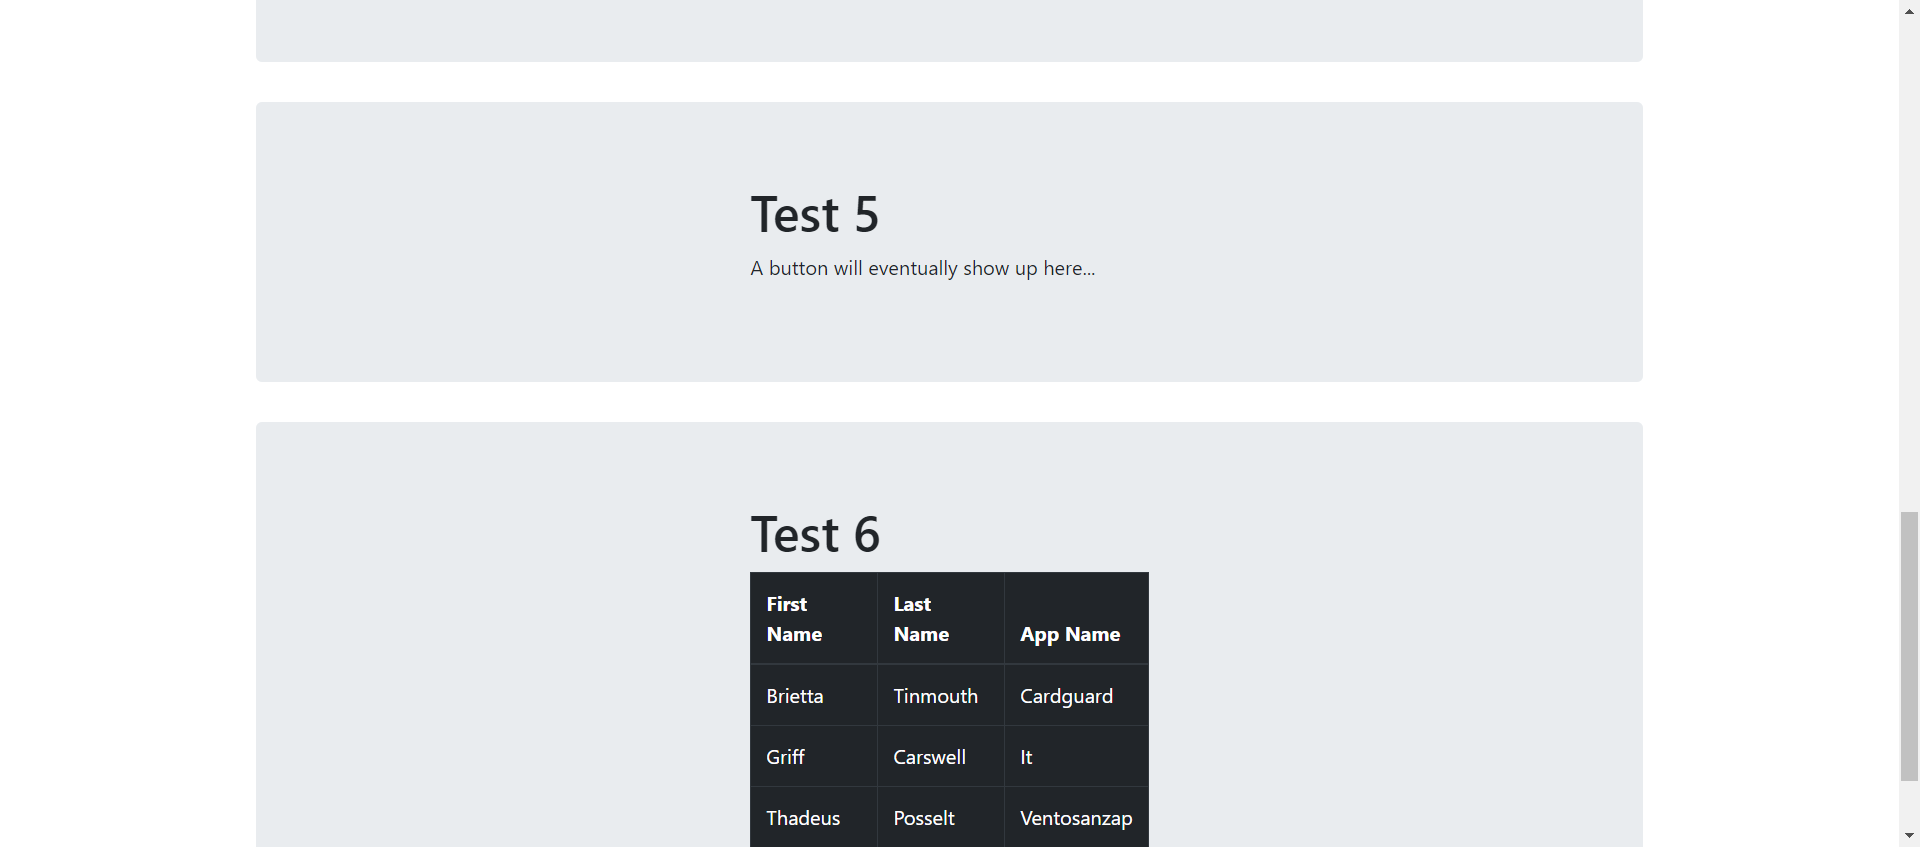 Test 5
A button will eventually show up here...
Test 6
First Name Last Name App Name
Brietta Tinmouth Cardguard
Griff Carswell It
Thadeus Posselt Ventosanzap